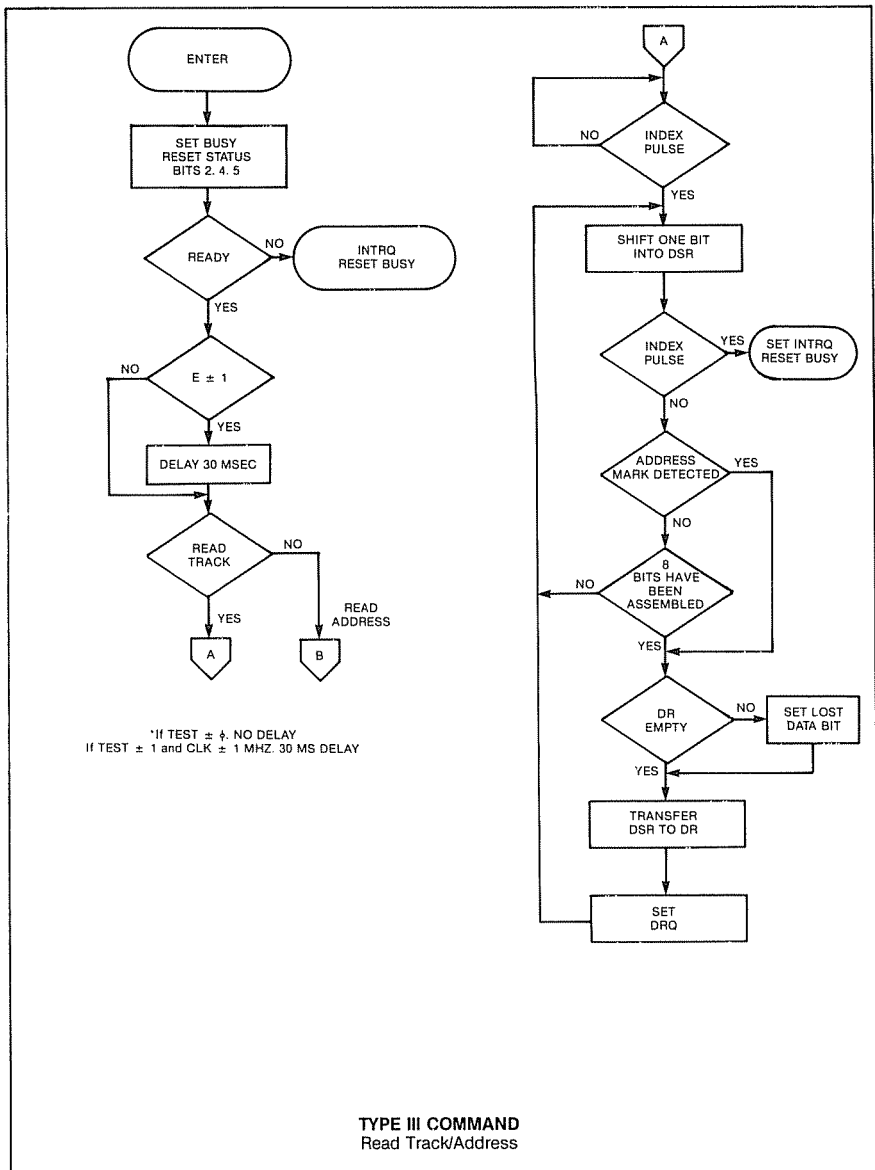 ENTER
SET BUSY
RESET STATUS
BITS 2. 4. 5
READY
NO
INTRQ
RESET BUSY
YES
E ± 1
NO
YES
DELAY 30 MSEC
READ
TRACK
NO
YES
READ
ADDRESS
A
B
*If TEST ± ϕ. NO DELAY
If TEST ± 1 and CLK ± 1 MHZ. 30 MS DELAY
A
NO
INDEX
PULSE
YES
SHIFT ONE BIT
INTO DSR
INDEX
PULSE
YES
SET INTRQ
RESET BUSY
NO
ADDRESS
MARK DETECTED
YES
NO
8
BITS HAVE
BEEN
ASSEMBLED
NO
YES
DR
EMPTY
NO
SET LOST
DATA BIT
YES
TRANSFER
DSR TO DR
SET
DRQ
TYPE III COMMAND
Read Track/Address